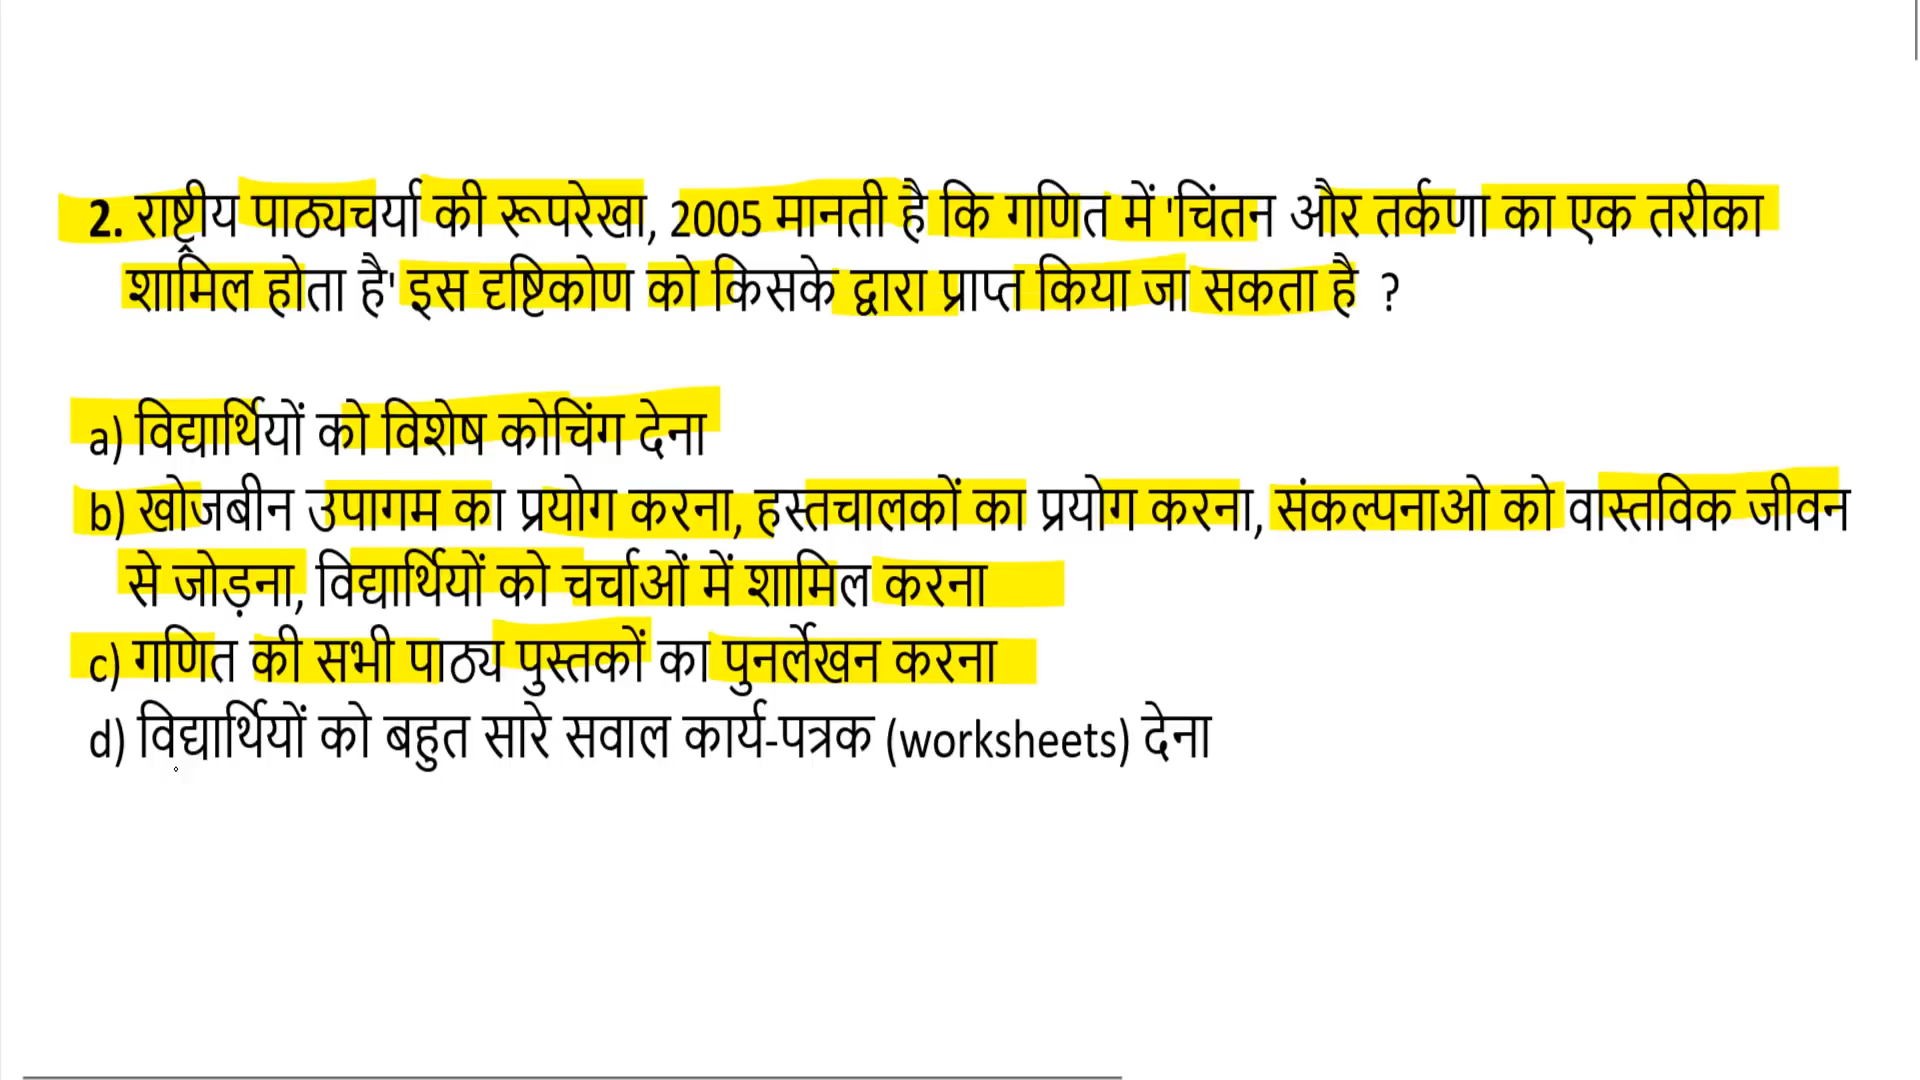 2. राष्ट्रीय पाठ्यचर्या की रूपरेखा, 2005 मानती है कि गणित में 'चिंतन और तर्कणा का एक तरीका
शामिल होता है' इस दृष्टिकोण को किसके द्वारा प्राप्त किया जा सकता है ?
a) विद्यार्थियों को विशेष कोचिंग देना
b) खोजबीन उपागम का प्रयोग करना, हस्तचालकों का प्रयोग करना, संकल्पनाओ को वास्तविक जीवन
से जोड़ना, विद्यार्थियों को चर्चाओं में शामिल करना
c) गणित की सभी पाठ्य पुस्तकों का पुनर्लेखन करना
d) विद्यार्थियों को बहुत सारे सवाल कार्य-पत्रक (worksheets) देना